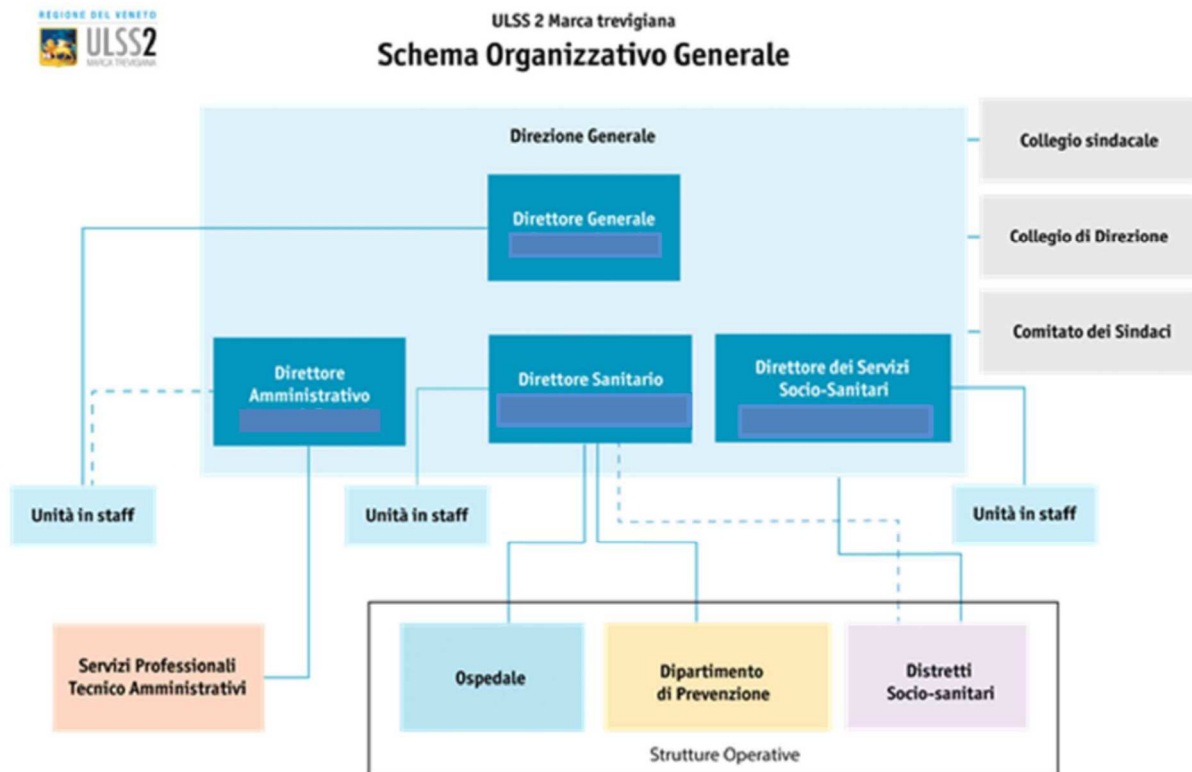 REGIONE DEL VENETO
ULSS2
MARCA TREVIGIANA
ULSS 2 Marca trevigiana
Schema Organizzativo Generale
Direzione Generale
Collegio sindacale
Direttore Generale
Collegio di Direzione
Comitato dei Sindaci
Direttore
Amministrativo
Direttore Sanitario
Direttore dei Servizi
Socio-Sanitari
Unità in staff
Unità in staff
Unità in staff
Servizi Professionali
Tecnico Amministrativi
Ospedale
Dipartimento
di Prevenzione
Distretti
Socio-sanitari
Strutture Operative